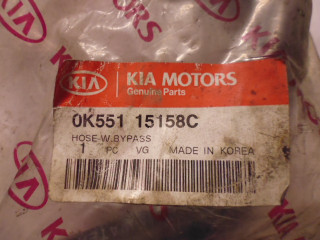 KIA
KIA MOTORS
Genuine Parts
0K551 15158C
HOSE-W.BYPASS
1 PC VG MADE IN KOREA